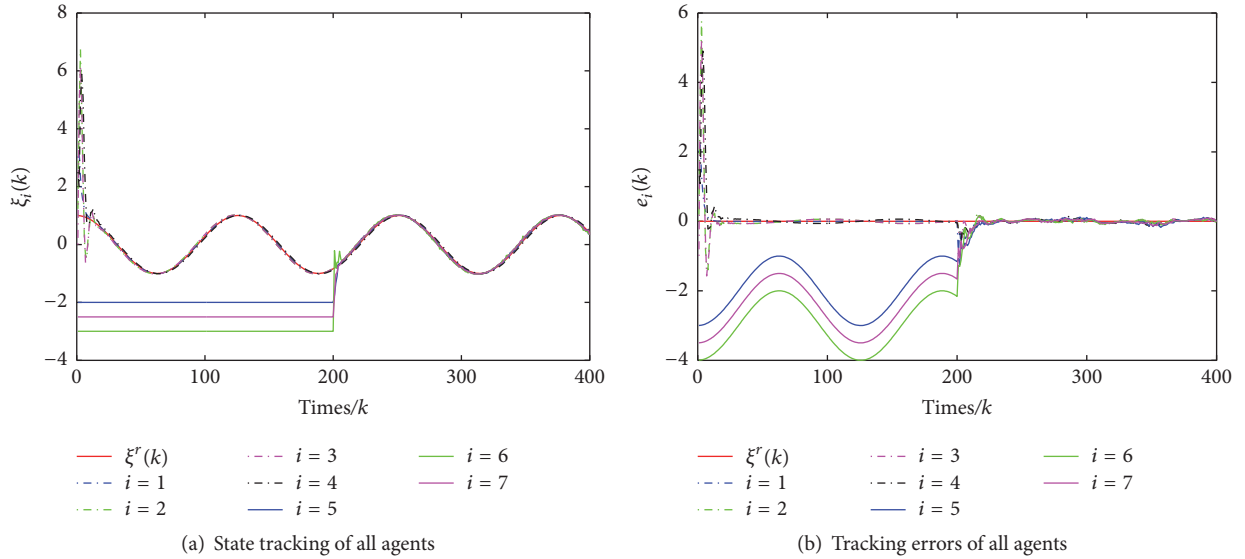 8
6
4
2
0
−2
−4
ξi(k)
0 100 200 300 400
Times/k
ξr(k)
i = 1
i = 2
i = 3
i = 4
i = 5
i = 6
i = 7
(a) State tracking of all agents
6
4
2
0
−2
−4
ei(k)
0 100 200 300 400
Times/k
ξr(k)
i = 1
i = 2
i = 3
i = 4
i = 5
i = 6
i = 7
(b) Tracking errors of all agents